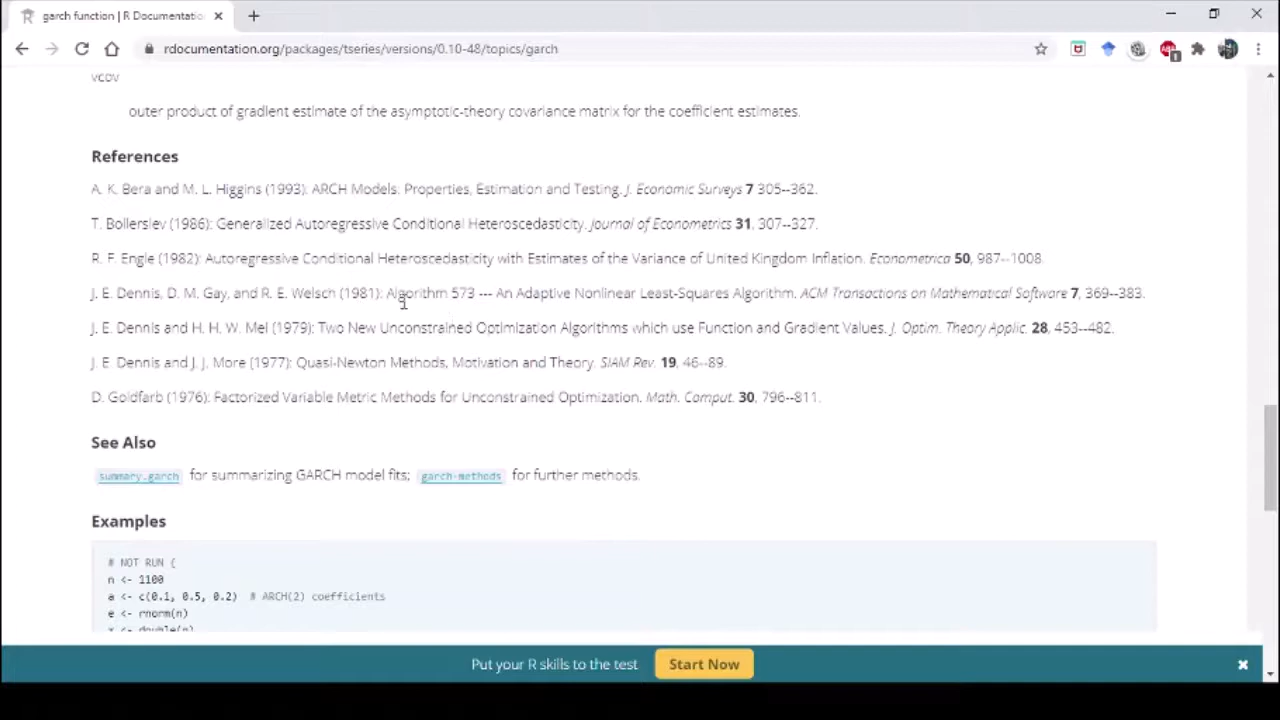 garch function | R Documentatio
rdocumentation.org/packages/tseries/versions/0.10-48/topics/garch
vcov
outer product of gradient estimate of the asymptotic-theory covariance matrix for the coefficient estimates.
References
A. K. Bera and M. L. Higgins (1993): ARCH Models: Properties, Estimation and Testing. J. Economic Surveys 7 305--362.
T. Bollerslev (1986): Generalized Autoregressive Conditional Heteroscedasticity. Journal of Econometrics 31, 307--327.
R. F. Engle (1982): Autoregressive Conditional Heteroscedasticity with Estimates of the Variance of United Kingdom Inflation. Econometrica 50, 987--1008.
J. E. Dennis, D. M. Gay, and R. E. Welsch (1981): Algorithm 573 --- An Adaptive Nonlinear Least-Squares Algorithm. ACM Transactions on Mathematical Software 7, 369--383.
J. E. Dennis and H. H. W. Mei (1979): Two New Unconstrained Optimization Algorithms which use Function and Gradient Values. J. Optim. Theory Applic. 28, 453--482.
J. E. Dennis and J. J. More (1977): Quasi-Newton Methods, Motivation and Theory. SIAM Rev. 19, 46--89.
D. Goldfarb (1976): Factorized Variable Metric Methods for Unconstrained Optimization. Math. Comput. 30, 796--811.
See Also
summary.garch for summarizing GARCH model fits; garch-methods for further methods.
Examples
# NOT RUN {
n <- 1100
a <- c(0.1, 0.5, 0.2) # ARCH(2) coefficients
e <- rnorm(n)
x <- double(n)
Put your R skills to the test Start Now